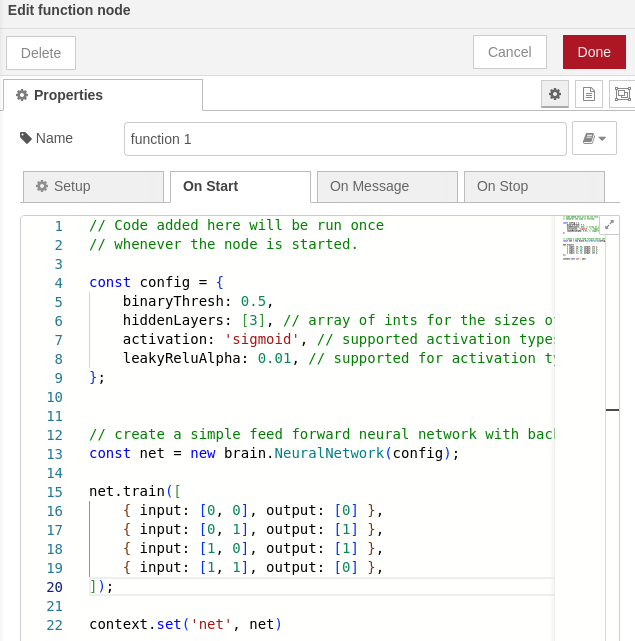 Edit function node
Delete
Cancel
Done
Properties
Name
function 1
Setup
On Start
On Message
On Stop
1 // Code added here will be run once
2 // whenever the node is started.
3
4 const config = {
5     binaryThresh: 0.5,
6     hiddenLayers: [3], // array of ints for the sizes
7     activation: 'sigmoid', // supported activation types
8     leakyReluAlpha: 0.01, // supported for activation
9 };
10
11
12 // create a simple feed forward neural network with
13 const net = new brain.NeuralNetwork(config);
14
15 net.train([
16     { input: [0, 0], output: [0] },
17     { input: [0, 1], output: [1] },
18     { input: [1, 0], output: [1] },
19     { input: [1, 1], output: [0] },
20 ]);
21
22 context.set('net', net)